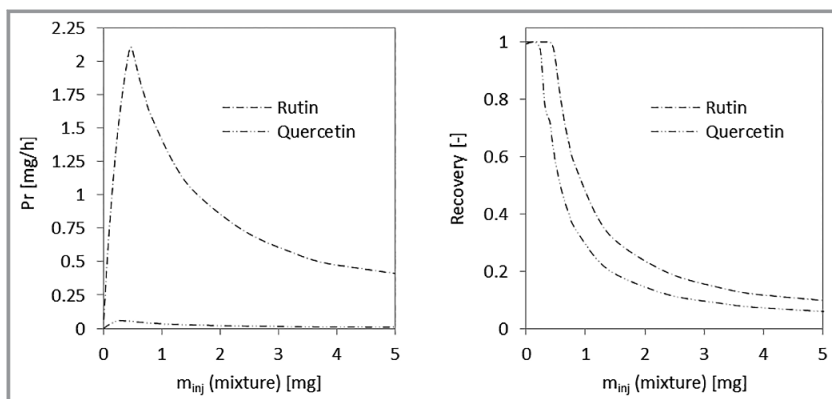 2.25
2
1.75
1.5
1.25
1
0.75
0.5
0.25
0
Pr [mg/h]
Rutin
Quercetin
0 1 2 3 4 5
m_inj (mixture) [mg]
1
0.8
0.6
0.4
0.2
0
Recovery [-]
Rutin
Quercetin
0 1 2 3 4 5
m_inj (mixture) [mg]